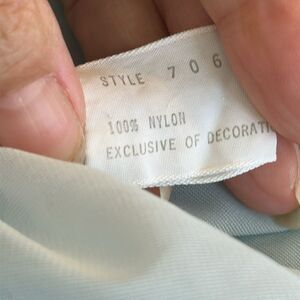 STYLE 706
100% NYLON
EXCLUSIVE OF DECORATI